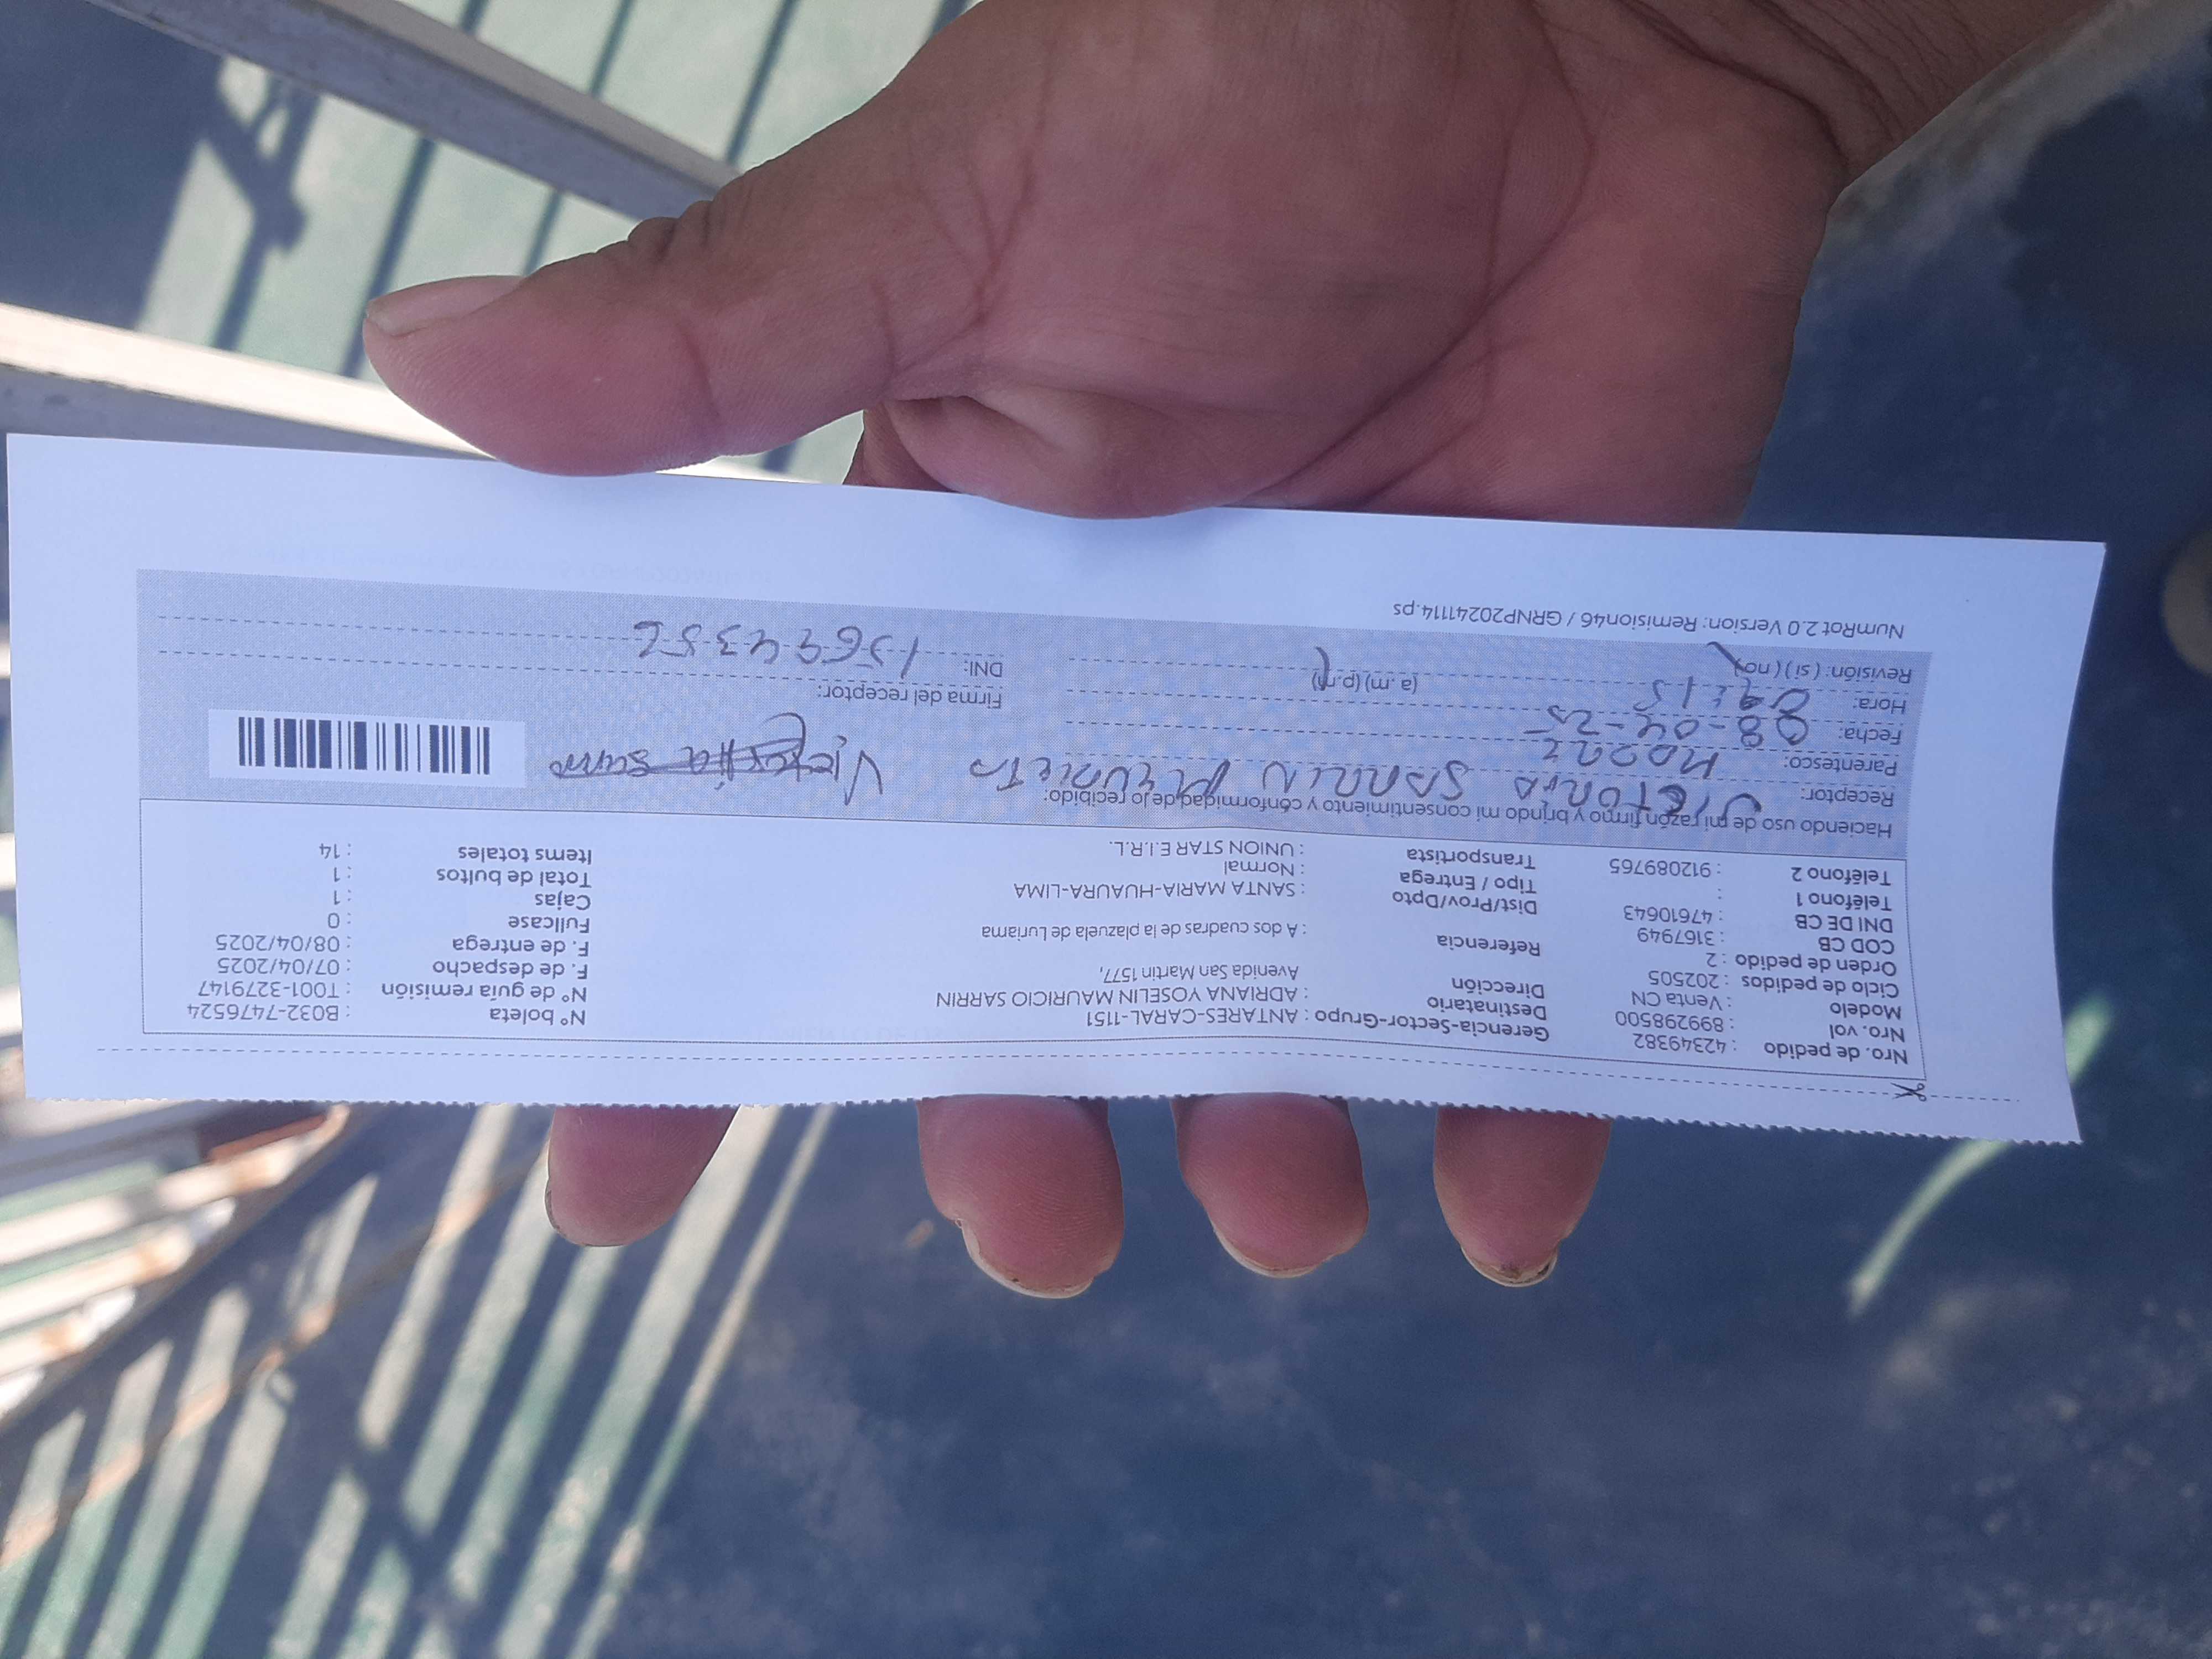 Nro. de pedido : 42349382 Gerencia-Sector-Grupo : ANTARES-CARAL-1151 N° boleta : B032-7476524
Nro. vol : 899298500 Destinatario : ADRIANA YOSELIN MAURICIO SARRIN N° de guía remisión : T001-3279147
Modelo : Venta CN Dirección Avenida San Martin 1577, F. de despacho : 07/04/2025
Ciclo de pedidos : 202505 F. de entrega : 08/04/2025
Orden de pedido : 2 Referencia : A dos cuadras de la plazuela de Luriama Fullcase : 0
COD CB : 3167949 Cajas : 1
DNI DE CB : 47610643 Dist/Prov/Dpto : SANTA MARIA-HUAURA-LIMA Total de bultos : 1
Teléfono 1 : Tipo / Entrega : Normal Items totales : 14
Teléfono 2 : 912089765 Transportista : UNION STAR E.I.R.L.
Haciendo uso de mi razón firmo y brindo mi consentimiento y conformidad de lo recibido:
Receptor: VICTORIA SARRIN
Parentesco:
Fecha: 08-04-25 Firma del receptor:
Hora: 09:15 (a.m) (p.m)
Revisión: (si) (no) DNI:
NumRot 2.0 Version: Remision46 / GRNP20241114.ps